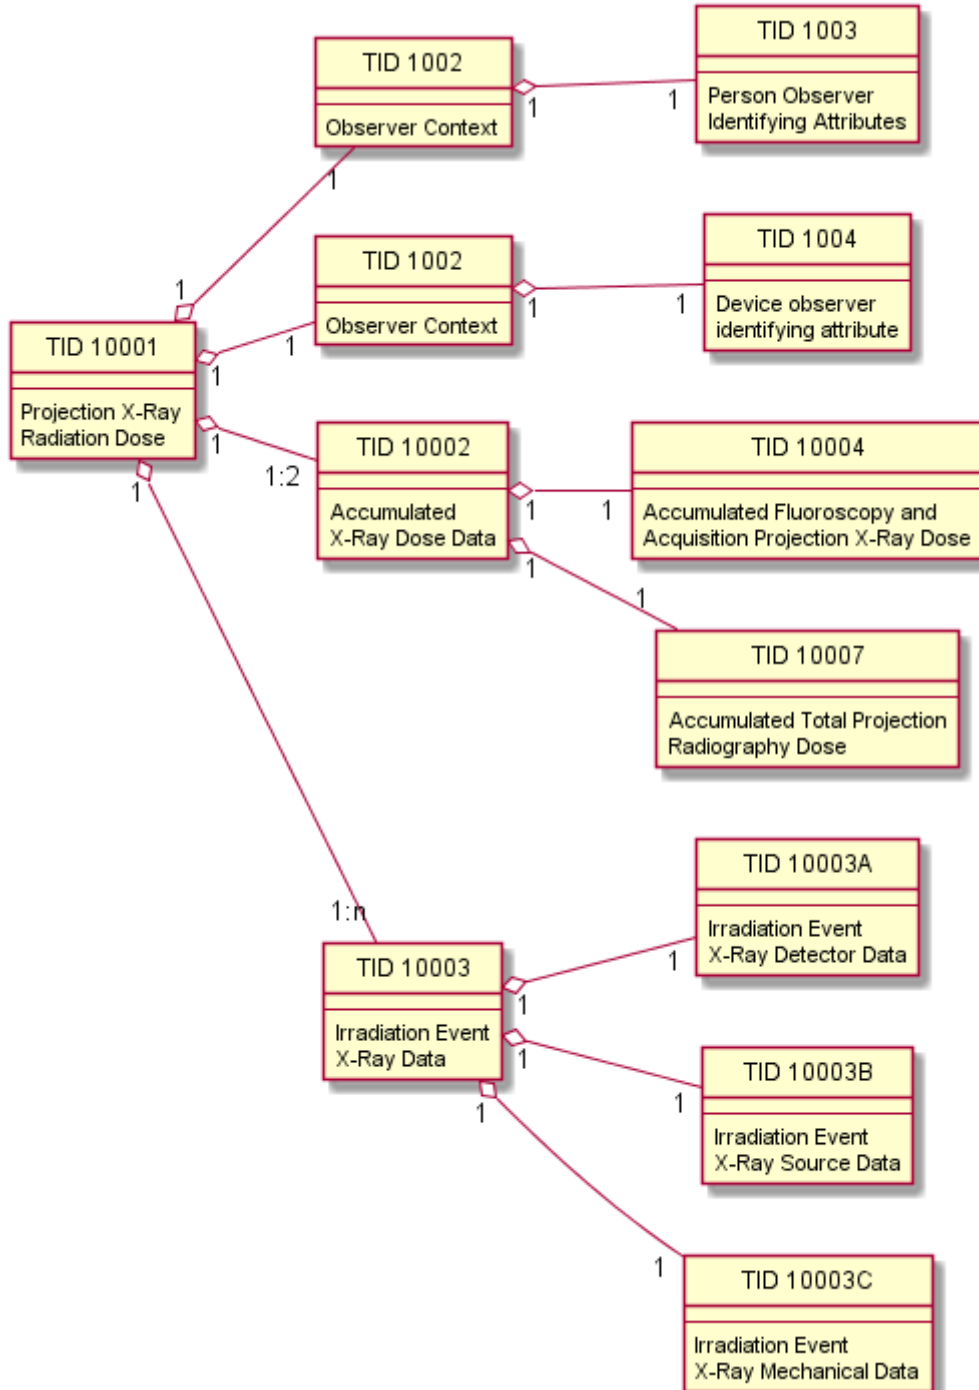 TID 1003
Person Observer
Identifying Attributes
TID 1002
Observer Context
1
1
1
TID 1004
Device observer
identifying attribute
TID 1002
Observer Context
1
1
1
1
1
TID 10001
Projection X-Ray
Radiation Dose
1
1:2
1
TID 10002
Accumulated
X-Ray Dose Data
1
1
1
1
TID 10004
Accumulated Fluoroscopy and
Acquisition Projection X-Ray Dose
TID 10007
Accumulated Total Projection
Radiography Dose
1:n
TID 10003
Irradiation Event
X-Ray Data
1
1
1
1
1
1
TID 10003A
Irradiation Event
X-Ray Detector Data
TID 10003B
Irradiation Event
X-Ray Source Data
TID 10003C
Irradiation Event
X-Ray Mechanical Data